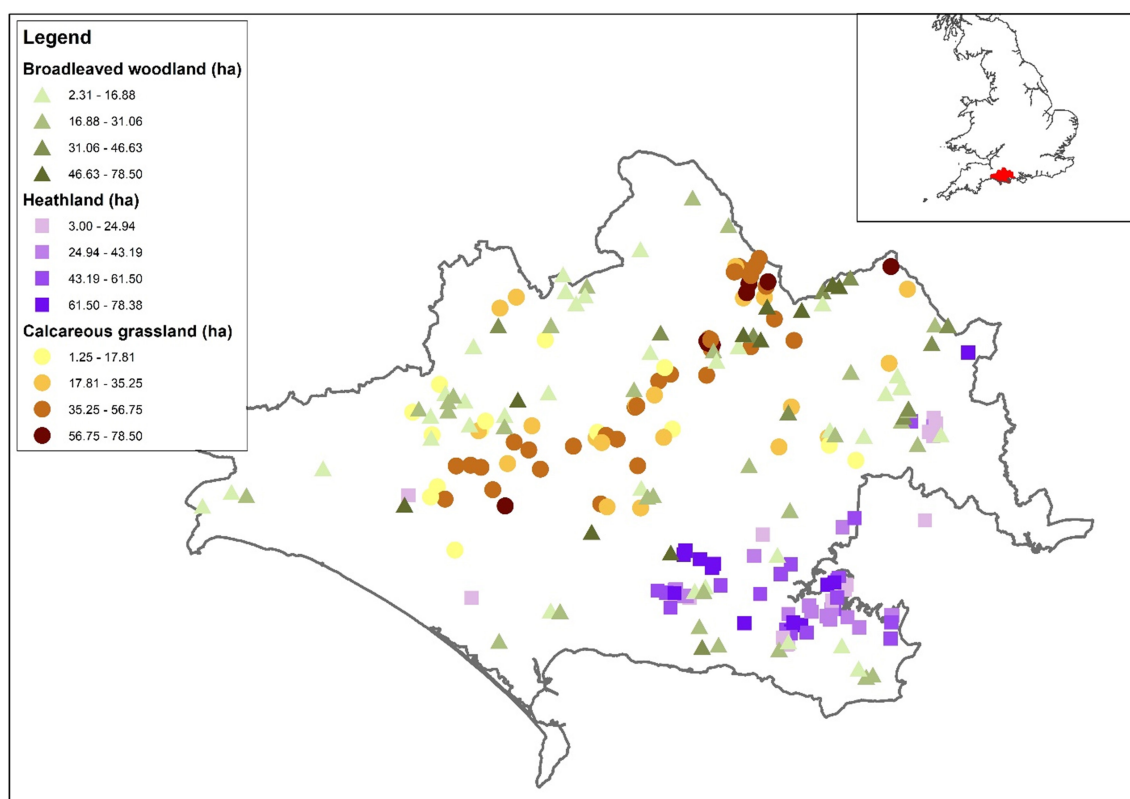 Legend
Broadleaved woodland (ha)
2.31 - 16.88
16.88 - 31.06
31.06 - 46.63
46.63 - 78.50
Heathland (ha)
3.00 - 24.94
24.94 - 43.19
43.19 - 61.50
61.50 - 78.38
Calcareous grassland (ha)
1.25 - 17.81
17.81 - 35.25
35.25 - 56.75
56.75 - 78.50